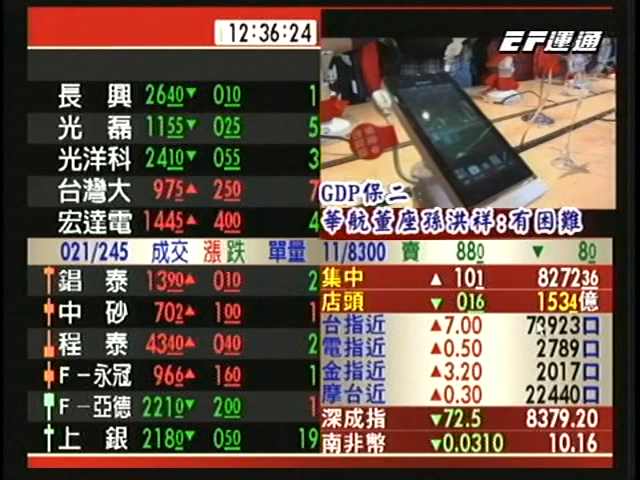 12:36:24
EF運通
長興 2640▼ 010 1
光磊 1155▼ 025 5
光洋科 2410▼ 055 3
台灣大 975▲ 250 7
宏達電 1445▲ 400 4
GDP保二
華航董座孫洪祥:有困難
021/245 成交 漲跌 單量 11/8300 賣 880 ▼ 80
錩泰 1390▲ 010 2
中砂 702▲ 100 1
程泰 4340▲ 040 2
F－永冠 966▲ 160 1
F－亞德 2210▼ 200 1
上銀 2180▼ 050 19
集中 ▲ 101 827236
店頭 ▼ 016 1534億
台指近 ▲7.00 口
電指近 ▲0.50 2789口
金指近 ▲3.20 2017口
摩台近 ▲0.30 22440口
深成指 ▼72.5 8379.20
南非幣 ▼0.0310 10.16